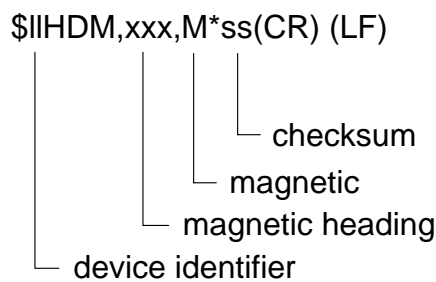 $llHDM,xxx,M*ss(CR) (LF)
checksum
magnetic
magnetic heading
device identifier